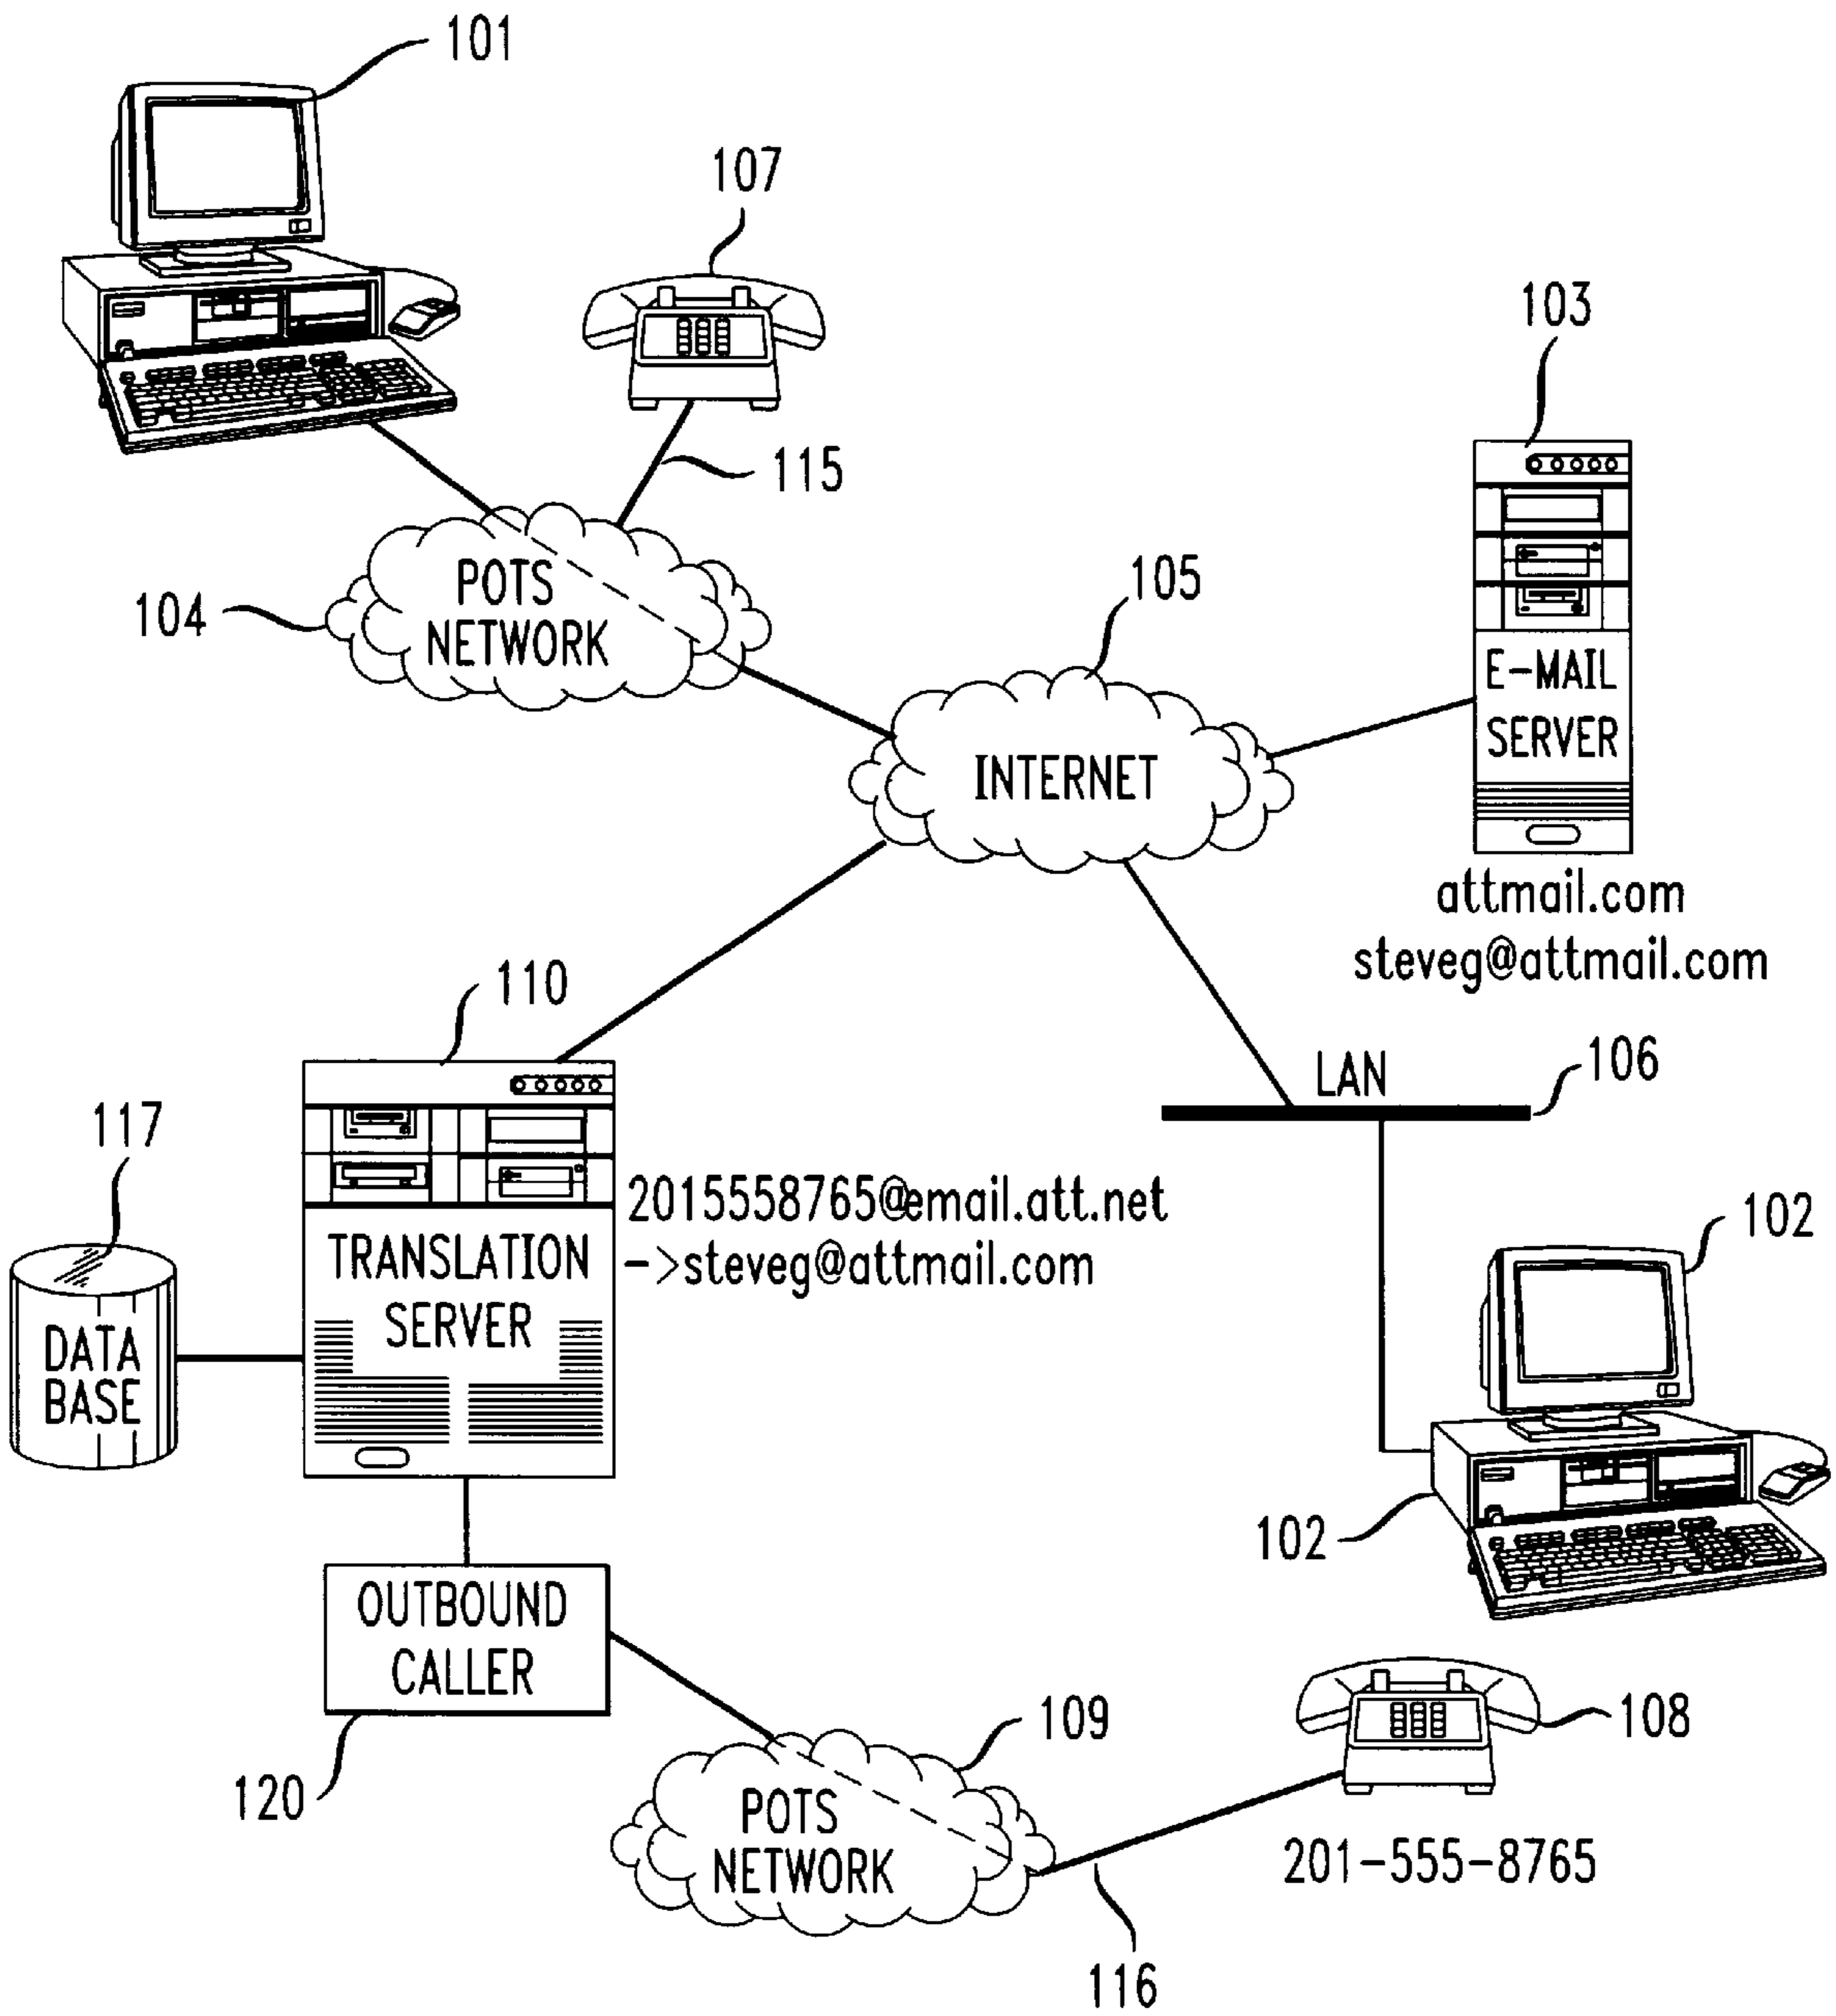 101
107
103
115
POTS
NETWORK
104
105
E-MAIL
SERVER
INTERNET
attmail.com
steveg@attmail.com
110
LAN
106
117
2015558765@email.att.net
->steveg@attmail.com
TRANSLATION
SERVER
102
DATA
BASE
102
OUTBOUND
CALLER
120
109
108
POTS
NETWORK
201-555-8765
116